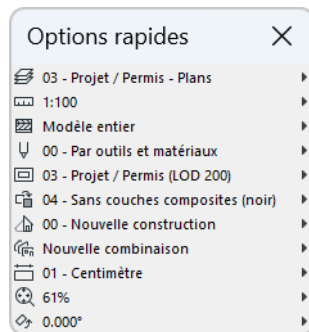 Options rapides
03 - Projet / Permis - Plans
1:100
Modèle entier
00 - Par outils et matériaux
03 - Projet / Permis (LOD 200)
04 - Sans couches composites (noir)
00 - Nouvelle construction
Nouvelle combinaison
01 - Centimètre
61%
0.000°